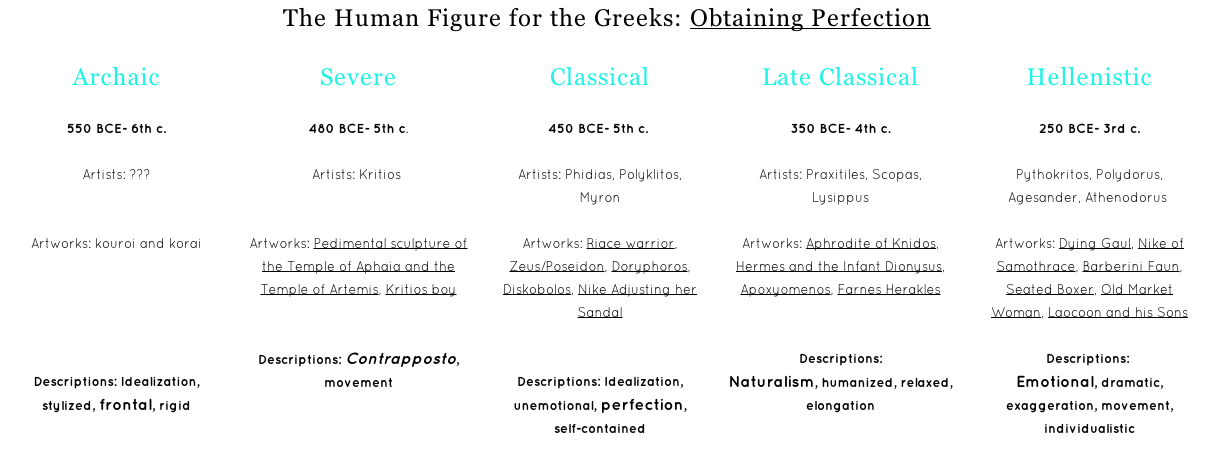 The Human Figure for the Greeks: Obtaining Perfection
Archaic
550 BCE- 6th c.
Artists: ???
Artworks: kouroi and korai
Descriptions: Idealization,
stylized, frontal, rigid
Severe
480 BCE- 5th c.
Artists: Kritios
Artworks: Pedimental sculpture of
the Temple of Aphaia and the
Temple of Artemis, Kritios boy
Descriptions: Contrapposto,
movement
Classical
450 BCE- 5th c.
Artists: Phidias, Polyklitos,
Myron
Artworks: Riace warrior,
Zeus/Poseidon, Doryphoros,
Diskobolos, Nike Adjusting her
Sandal
Descriptions: Idealization,
unemotional, perfection,
self-contained
Late Classical
350 BCE- 4th c.
Artists: Praxitiles, Scopas,
Lysippus
Artworks: Aphrodite of Knidos,
Hermes and the Infant Dionysus,
Apoxyomenos, Farnes Herakles
Descriptions:
Naturalism, humanized, relaxed,
elongation
Hellenistic
250 BCE- 3rd c.
Pythokritos, Polydorus,
Agesander, Athenodorus
Artworks: Dying Gaul, Nike of
Samothrace, Barberini Faun,
Seated Boxer, Old Market
Woman, Laocoon and his Sons
Descriptions:
Emotional, dramatic,
exaggeration, movement,
individualistic